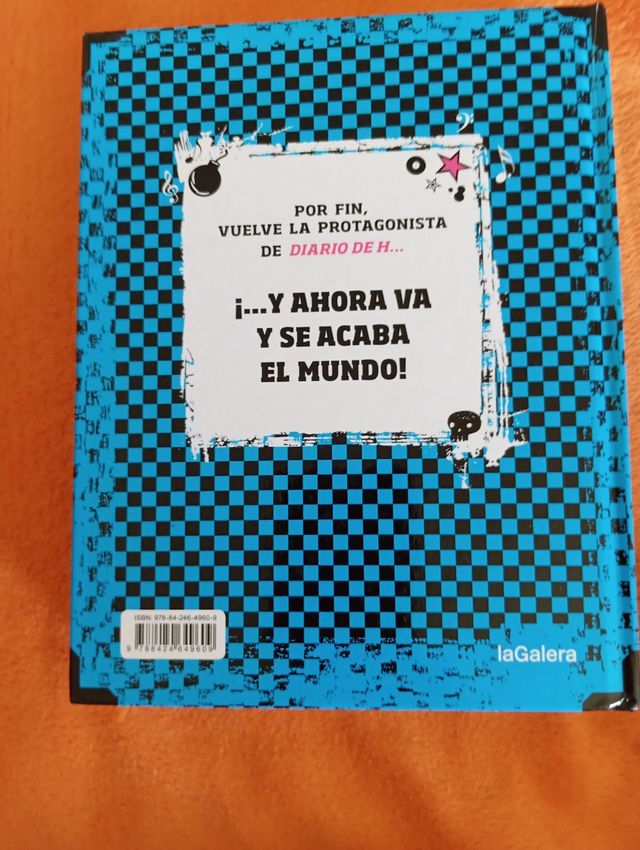 POR FIN,
VUELVE LA PROTAGONISTA
DE DIARIO DE H...
¡...Y AHORA VA
Y SE ACABA
EL MUNDO!
ISBN: 978-84-246-4960-9
9 788424 649609
laGalera